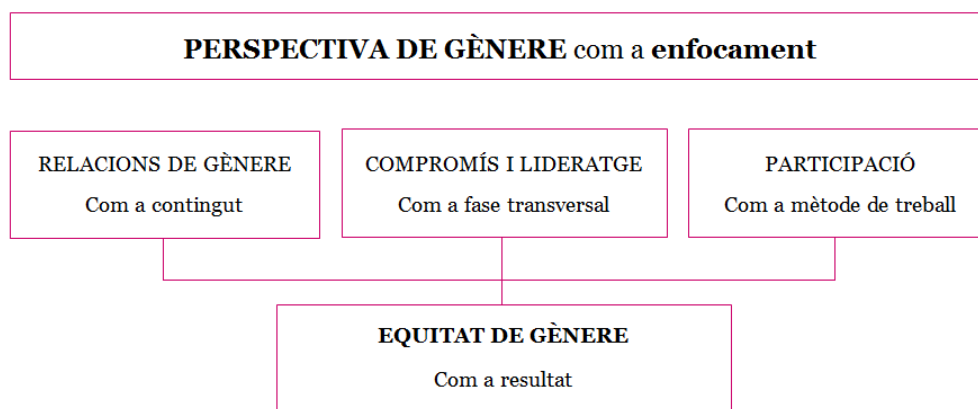 PERSPECTIVA DE GÈNERE com a enfocament
RELACIONS DE GÈNERE
Com a contingut
COMPROMÍS I LIDERATGE
Com a fase transversal
PARTICIPACIÓ
Com a mètode de treball
EQUITAT DE GÈNERE
Com a resultat